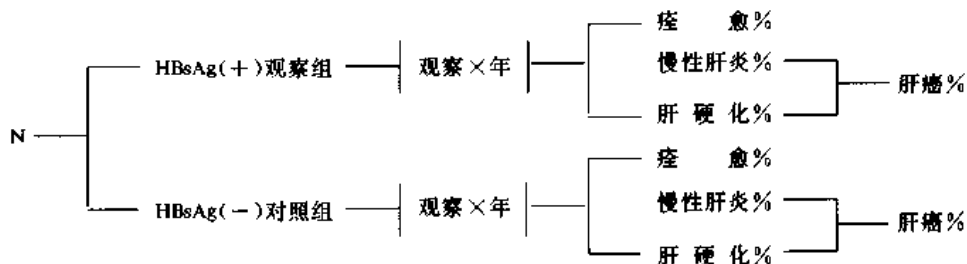 痊 愈%
HBsAg(+)观察组 观察×年 慢性肝炎% 肝癌%
肝 硬 化%
N
痊 愈%
HBsAg(-)对照组 观察×年 慢性肝炎% 肝癌%
肝 硬 化%